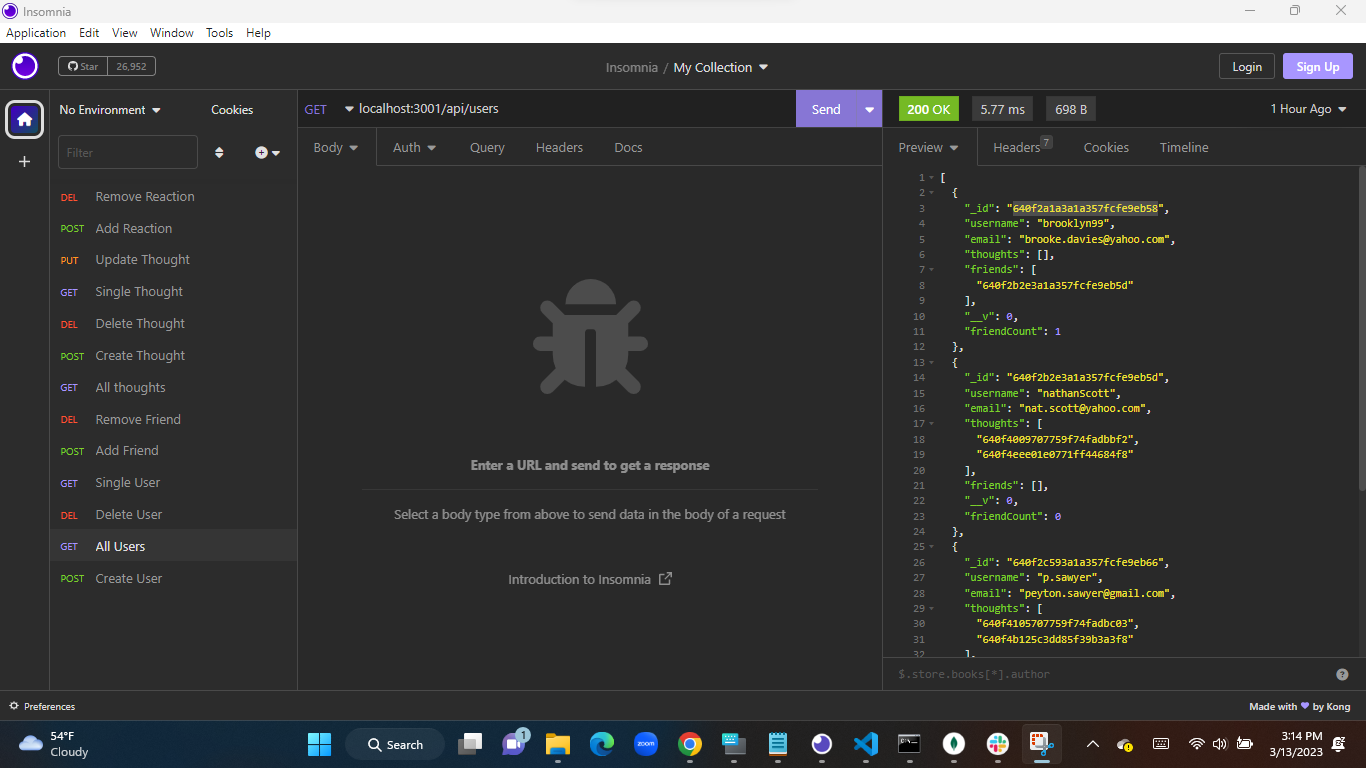 Insomnia
Application Edit View Window Tools Help
Star 26,952
Insomnia / My Collection
Login Sign Up
No Environment Cookies
Filter
DEL Remove Reaction
POST Add Reaction
PUT Update Thought
GET Single Thought
DEL Delete Thought
POST Create Thought
GET All thoughts
DEL Remove Friend
POST Add Friend
GET Single User
DEL Delete User
GET All Users
POST Create User
GET localhost:3001/api/users Send
Body Auth Query Headers Docs
Enter a URL and send to get a response
Select a body type from above to send data in the body of a request
Introduction to Insomnia
200 OK 5.77 ms 698 B 1 Hour Ago
Preview Headers 7 Cookies Timeline
1 [
2 {
3 "_id": "640f2a1a3a1a357fcfe9eb58",
4 "username": "brooklyn99",
5 "email": "brooke.davies@yahoo.com",
6 "thoughts": [],
7 "friends": [
8 "640f2b2e3a1a357fcfe9eb5d"
9 ],
10 "__v": 0,
11 "friendCount": 1
12 },
13 {
14 "_id": "640f2b2e3a1a357fcfe9eb5d",
15 "username": "nathanScott",
16 "email": "nat.scott@yahoo.com",
17 "thoughts": [
18 "640f4009707759f74fadbbf2",
19 "640f4eee01e0771ff44684f8"
20 ],
21 "friends": [],
22 "__v": 0,
23 "friendCount": 0
24 },
25 {
26 "_id": "640f2c593a1a357fcfe9eb66",
27 "username": "p.sawyer",
28 "email": "peyton.sawyer@gmail.com",
29 "thoughts": [
30 "640f4105707759f74fadbc03",
31 "640f4b125c3dd85f39b3a3f8"
32 ],
$.store.books[*].author
Preferences
Made with ♥ by Kong
54°F
Cloudy
Search
1
zoom
3:14 PM
3/13/2023